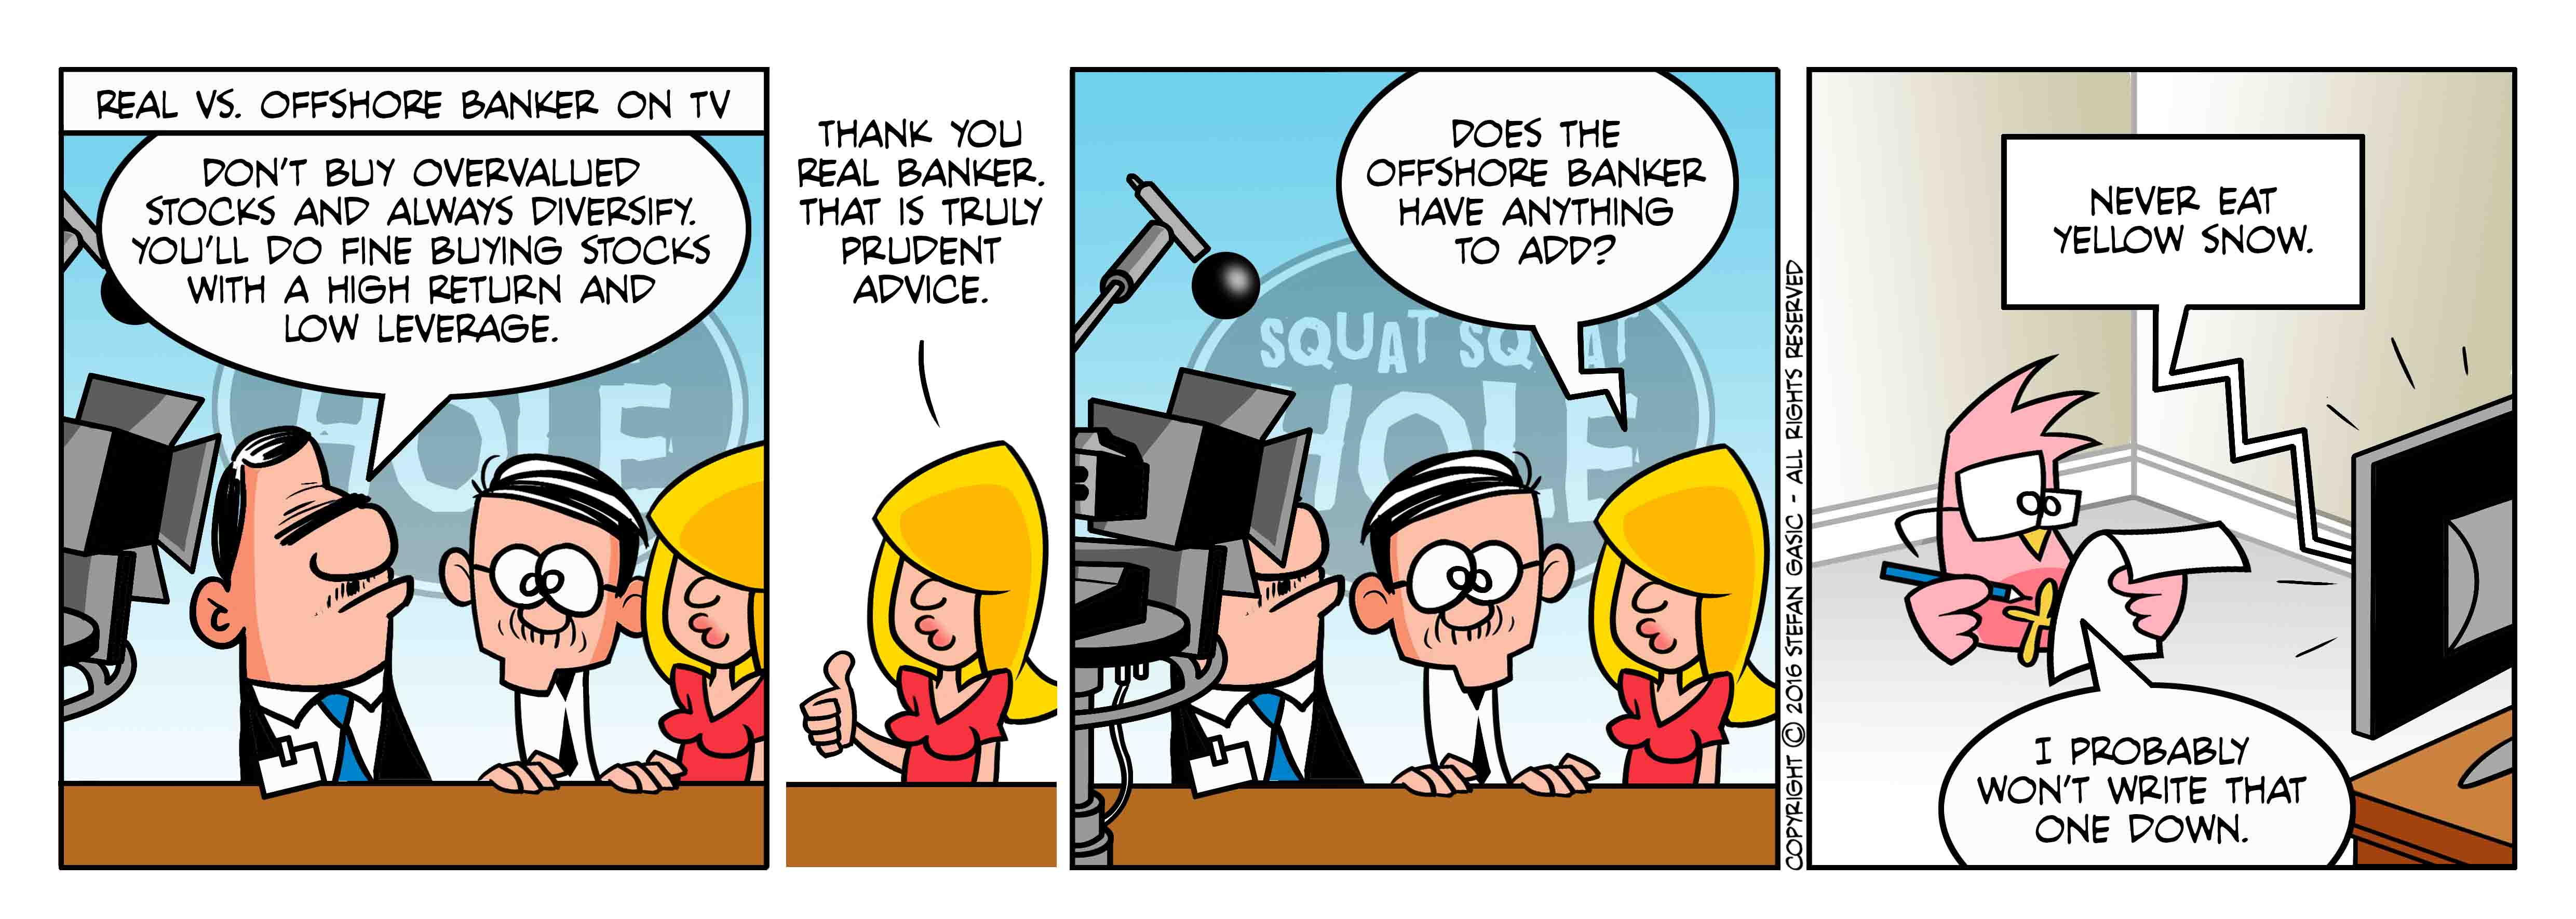 REAL VS. OFFSHORE BANKER ON TV
DON'T BUY OVERVALUED
STOCKS AND ALWAYS DIVERSIFY.
YOU'LL DO FINE BUYING STOCKS
WITH A HIGH RETURN AND
LOW LEVERAGE.
HOLE
THANK YOU
REAL BANKER.
THAT IS TRULY
PRUDENT
ADVICE.
DOES THE
OFFSHORE BANKER
HAVE ANYTHING
TO ADD?
SQUAT SQUAT
HOLE
COPYRIGHT © 2016 STEFAN GASIC - ALL RIGHTS RESERVED
NEVER EAT
YELLOW SNOW.
I PROBABLY
WON'T WRITE THAT
ONE DOWN.